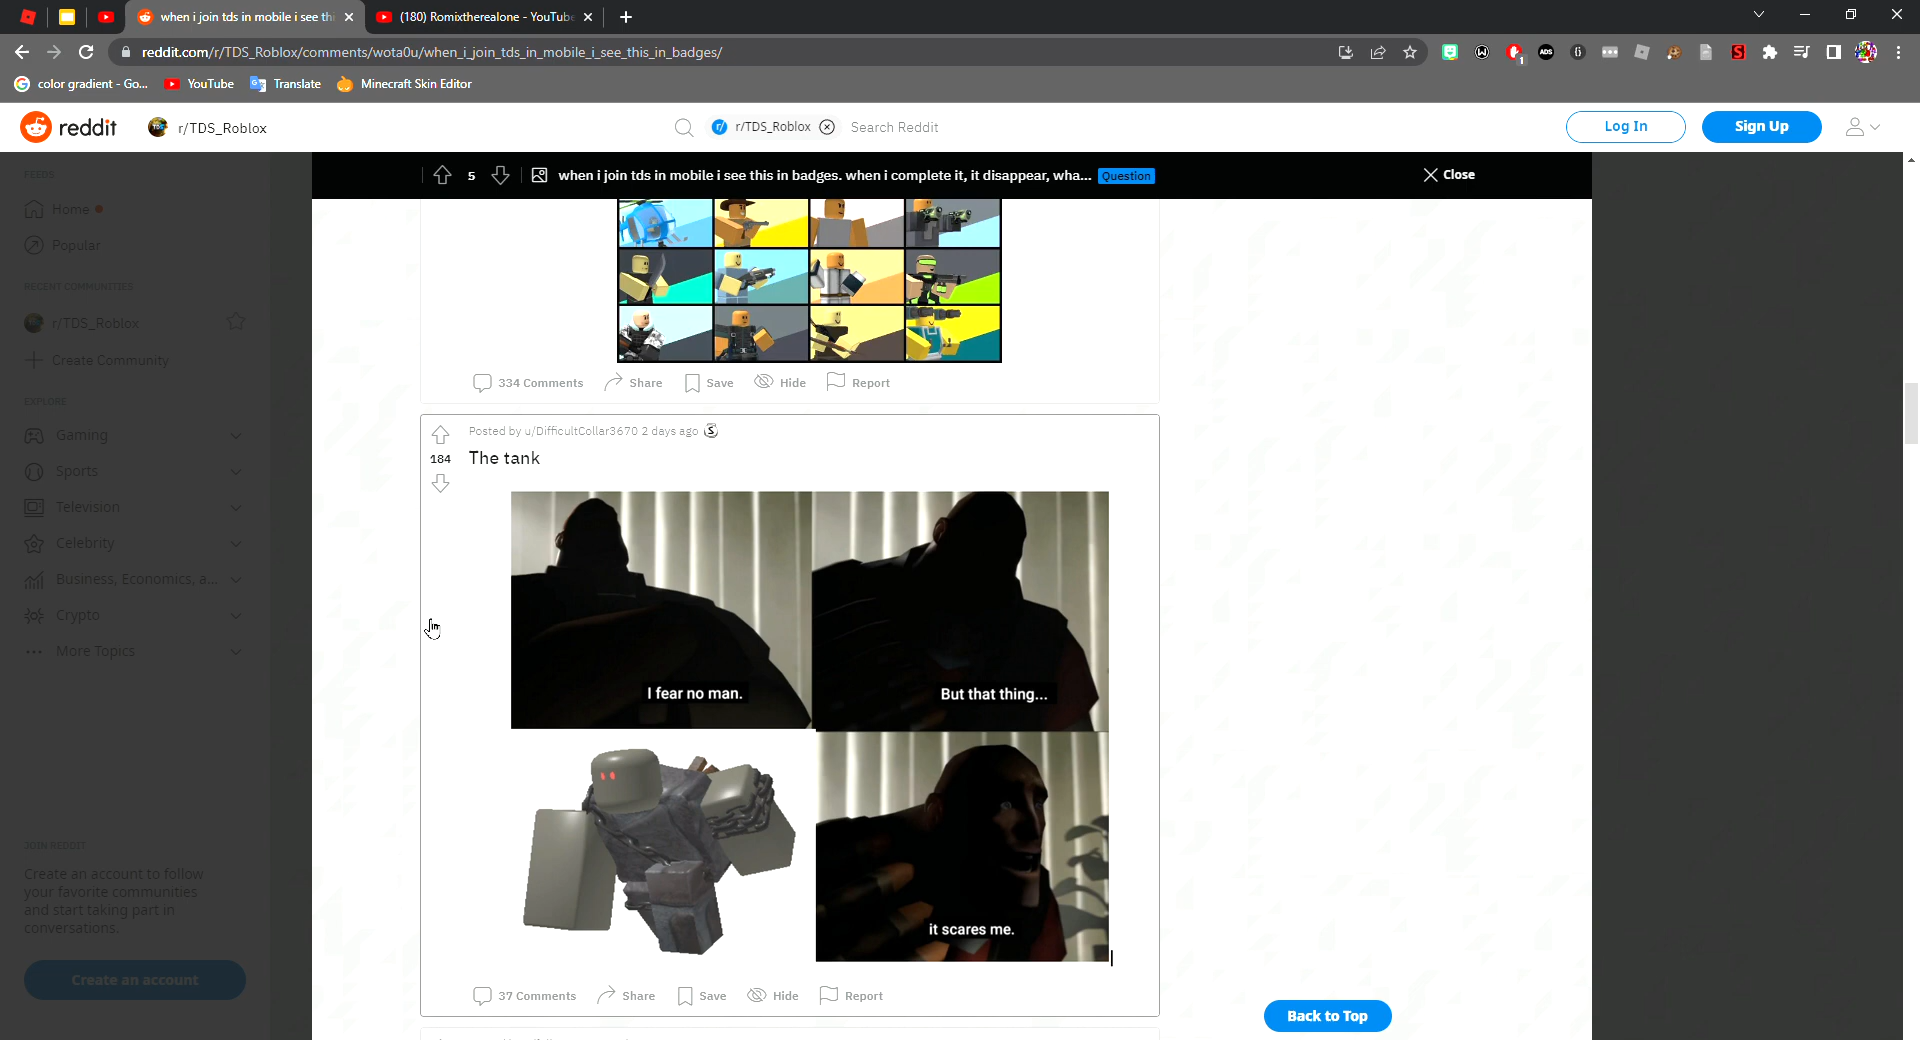 when i join tds in mobile i see thi
(180) Romixtherealone - YouTube
reddit.com/r/TDS_Roblox/comments/wota0u/when_i_join_tds_in_mobile_i_see_this_in_badges/
color gradient - Go...
YouTube
Translate
Minecraft Skin Editor
reddit
r/TDS_Roblox
r/TDS_Roblox
Search Reddit
Log In
Sign Up
5
when i join tds in mobile i see this in badges. when i complete it, it disappear, wha...
Question
Close
FEEDS
Home
Popular
RECENT COMMUNITIES
r/TDS_Roblox
Create Community
EXPLORE
Gaming
Sports
Television
Celebrity
Business, Economics, a...
Crypto
More Topics
JOIN REDDIT
Create an account to follow
your favorite communities
and start taking part in
conversations.
Create an account
334 Comments
Share
Save
Hide
Report
Posted by u/DifficultCollar3670 2 days ago
184
The tank
I fear no man.
But that thing...
it scares me.
37 Comments
Share
Save
Hide
Report
Back to Top